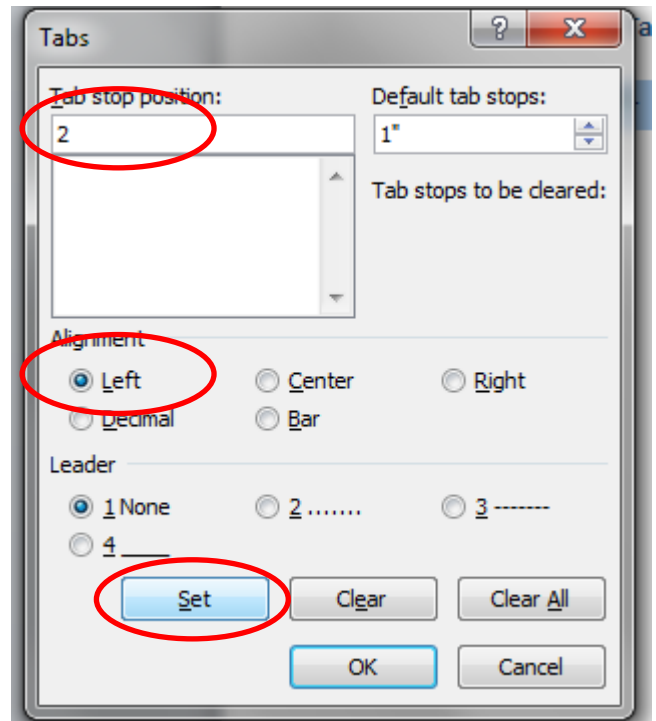 Tabs
Tab stop position: Default tab stops:
2 1"
Tab stops to be cleared:
Alignment
Left Center Right
Decimal Bar
Leader
1 None 2 ....... 3 -------
4 ____
Set Clear Clear All
OK Cancel